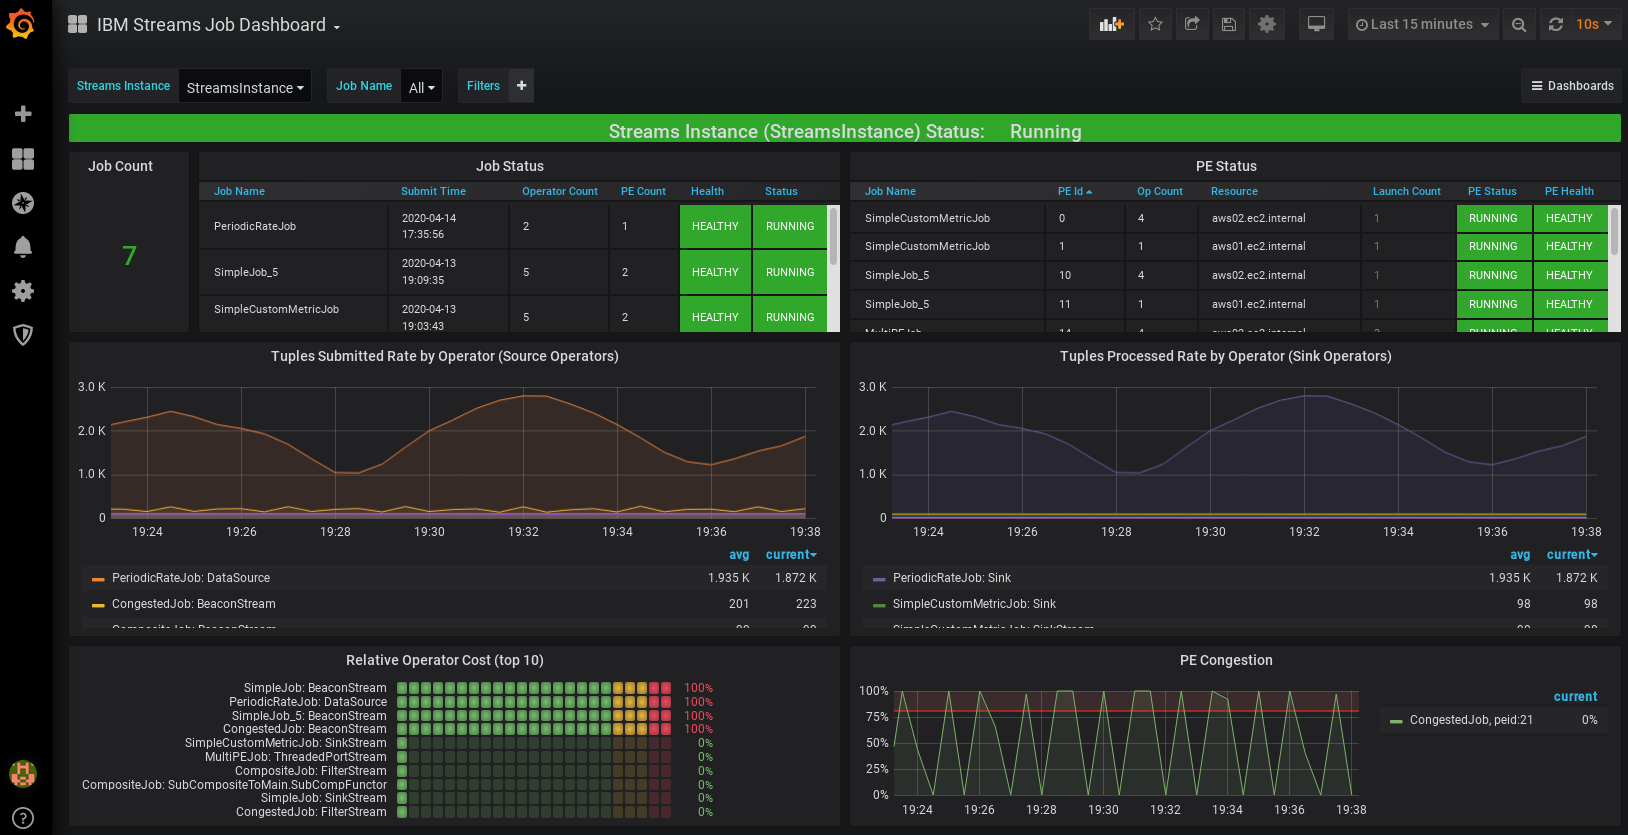 IBM Streams Job Dashboard
Last 15 minutes
10s
Streams Instance StreamsInstance
Job Name All
Filters +
Dashboards
Streams Instance (StreamsInstance) Status: Running
Job Count
7
Job Status
Job Name Submit Time Operator Count PE Count Health Status
PeriodicRateJob 2020-04-14 17:35:56 2 1 HEALTHY RUNNING
SimpleJob_5 2020-04-13 19:09:35 5 2 HEALTHY RUNNING
SimpleCustomMetricJob 2020-04-13 19:03:43 5 2 HEALTHY RUNNING
PE Status
Job Name PE Id Op Count Resource Launch Count PE Status PE Health
SimpleCustomMetricJob 0 4 aws02.ec2.internal 1 RUNNING HEALTHY
SimpleCustomMetricJob 1 1 aws01.ec2.internal 1 RUNNING HEALTHY
SimpleJob_5 10 4 aws02.ec2.internal 1 RUNNING HEALTHY
SimpleJob_5 11 1 aws01.ec2.internal 1 RUNNING HEALTHY
MultiPEJob 14 4 RUNNING HEALTHY
Tuples Submitted Rate by Operator (Source Operators)
3.0 K
2.0 K
1.0 K
0
19:24 19:26 19:28 19:30 19:32 19:34 19:36 19:38
avg current
PeriodicRateJob: DataSource 1.935 K 1.872 K
CongestedJob: BeaconStream 201 223
CompositeJob: BeaconStream
Tuples Processed Rate by Operator (Sink Operators)
3.0 K
2.0 K
1.0 K
0
19:24 19:26 19:28 19:30 19:32 19:34 19:36 19:38
avg current
PeriodicRateJob: Sink 1.935 K 1.872 K
SimpleCustomMetricJob: Sink 98 98
SimpleCustomMetricJob: SinkStream 98 98
Relative Operator Cost (top 10)
SimpleJob: BeaconStream 100%
PeriodicRateJob: DataSource 100%
SimpleJob_5: BeaconStream 100%
CongestedJob: BeaconStream 100%
SimpleCustomMetricJob: SinkStream 0%
MultiPEJob: ThreadedPortStream 0%
CompositeJob: FilterStream 0%
CompositeJob: SubCompositeToMain.SubCompFunctor 0%
SimpleJob: SinkStream 0%
CongestedJob: FilterStream 0%
PE Congestion
100%
75%
50%
25%
0%
19:24 19:26 19:28 19:30 19:32 19:34 19:36 19:38
current
CongestedJob, peid:21 0%